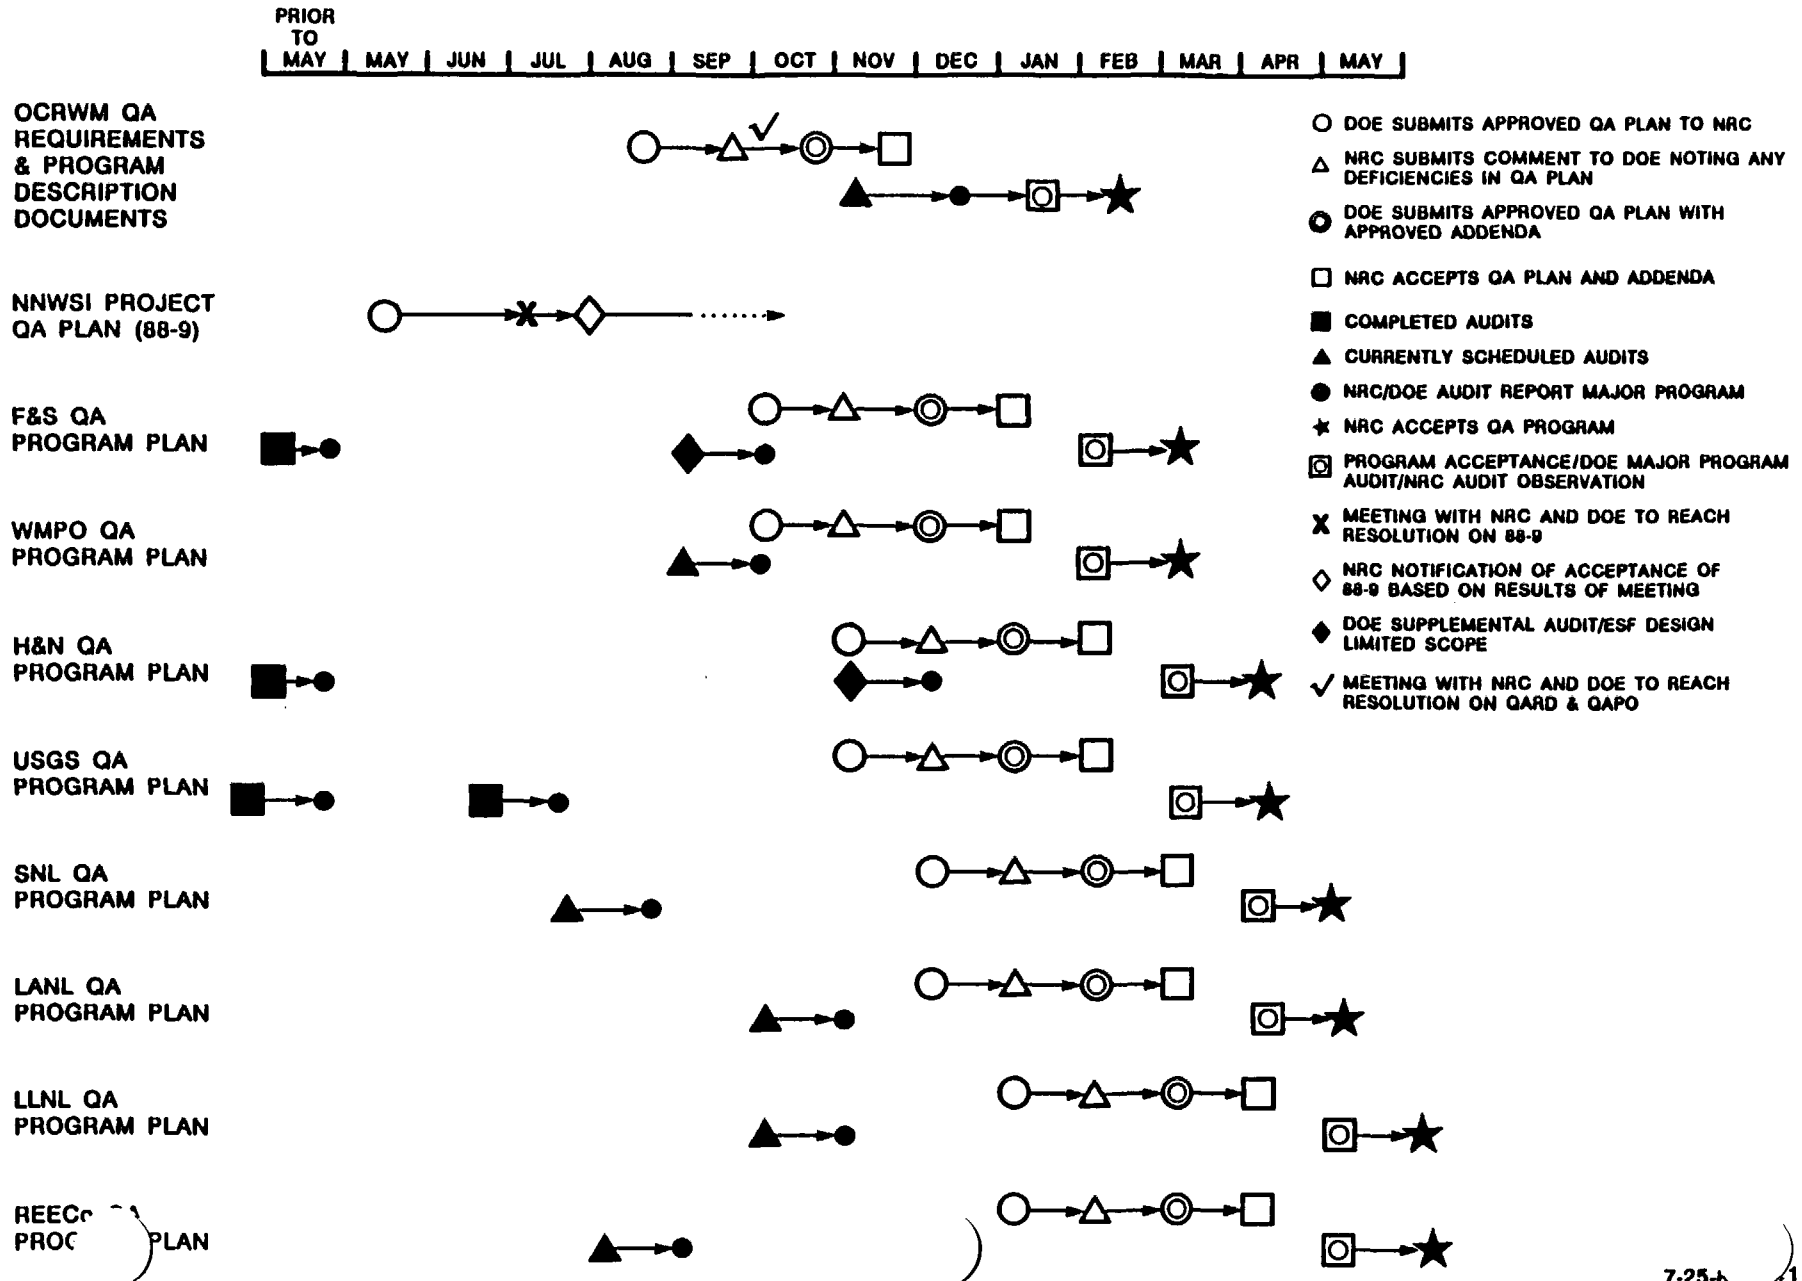 PRIOR
TO
MAY MAY JUN JUL AUG SEP OCT NOV DEC JAN FEB MAR APR MAY
OCRWM QA
REQUIREMENTS
& PROGRAM
DESCRIPTION
DOCUMENTS
NNWSI PROJECT
QA PLAN (88-9)
F&S QA
PROGRAM PLAN
WMPO QA
PROGRAM PLAN
H&N QA
PROGRAM PLAN
USGS QA
PROGRAM PLAN
SNL QA
PROGRAM PLAN
LANL QA
PROGRAM PLAN
LLNL QA
PROGRAM PLAN
PLAN
DOE SUBMITS APPROVED QA PLAN TO NRC
NRC SUBMITS COMMENT TO DOE NOTING ANY
DEFICIENCIES IN QA PLAN
DOE SUBMITS APPROVED QA PLAN WITH
APPROVED ADDENDA
NRC ACCEPTS QA PLAN AND ADDENDA
COMPLETED AUDITS
CURRENTLY SCHEDULED AUDITS
NRC/DOE AUDIT REPORT MAJOR PROGRAM
NRC ACCEPTS QA PROGRAM
PROGRAM ACCEPTANCE/DOE MAJOR PROGRAM
AUDIT/NRC AUDIT OBSERVATION
MEETING WITH NRC AND DOE TO REACH
RESOLUTION ON 88-9
NRC NOTIFICATION OF ACCEPTANCE OF
88-9 BASED ON RESULTS OF MEETING
DOE SUPPLEMENTAL AUDIT/ESF DESIGN
LIMITED SCOPE
MEETING WITH NRC AND DOE TO REACH
RESOLUTION ON QARD & QAPO